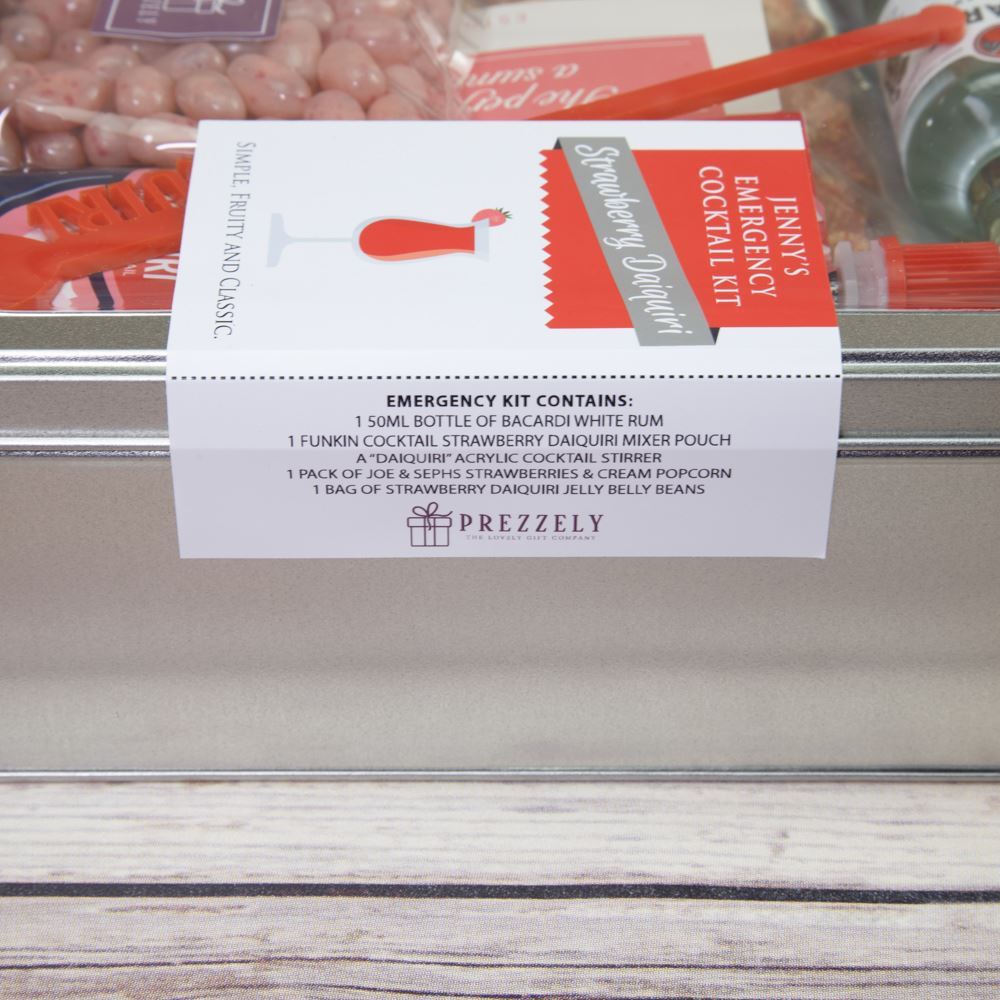 JENNY'S
EMERGENCY
COCKTAIL KIT
Strawberry Daiquiri
SIMPLE, FRUITY AND CLASSIC.
EMERGENCY KIT CONTAINS:
1 50ML BOTTLE OF BACARDI WHITE RUM
1 FUNKIN COCKTAIL STRAWBERRY DAIQUIRI MIXER POUCH
A “DAIQUIRI” ACRYLIC COCKTAIL STIRRER
1 PACK OF JOE & SEPHS STRAWBERRIES & CREAM POPCORN
1 BAG OF STRAWBERRY DAIQUIRI JELLY BELLY BEANS
PREZZELY
THE LOVELY GIFT COMPANY
a sum